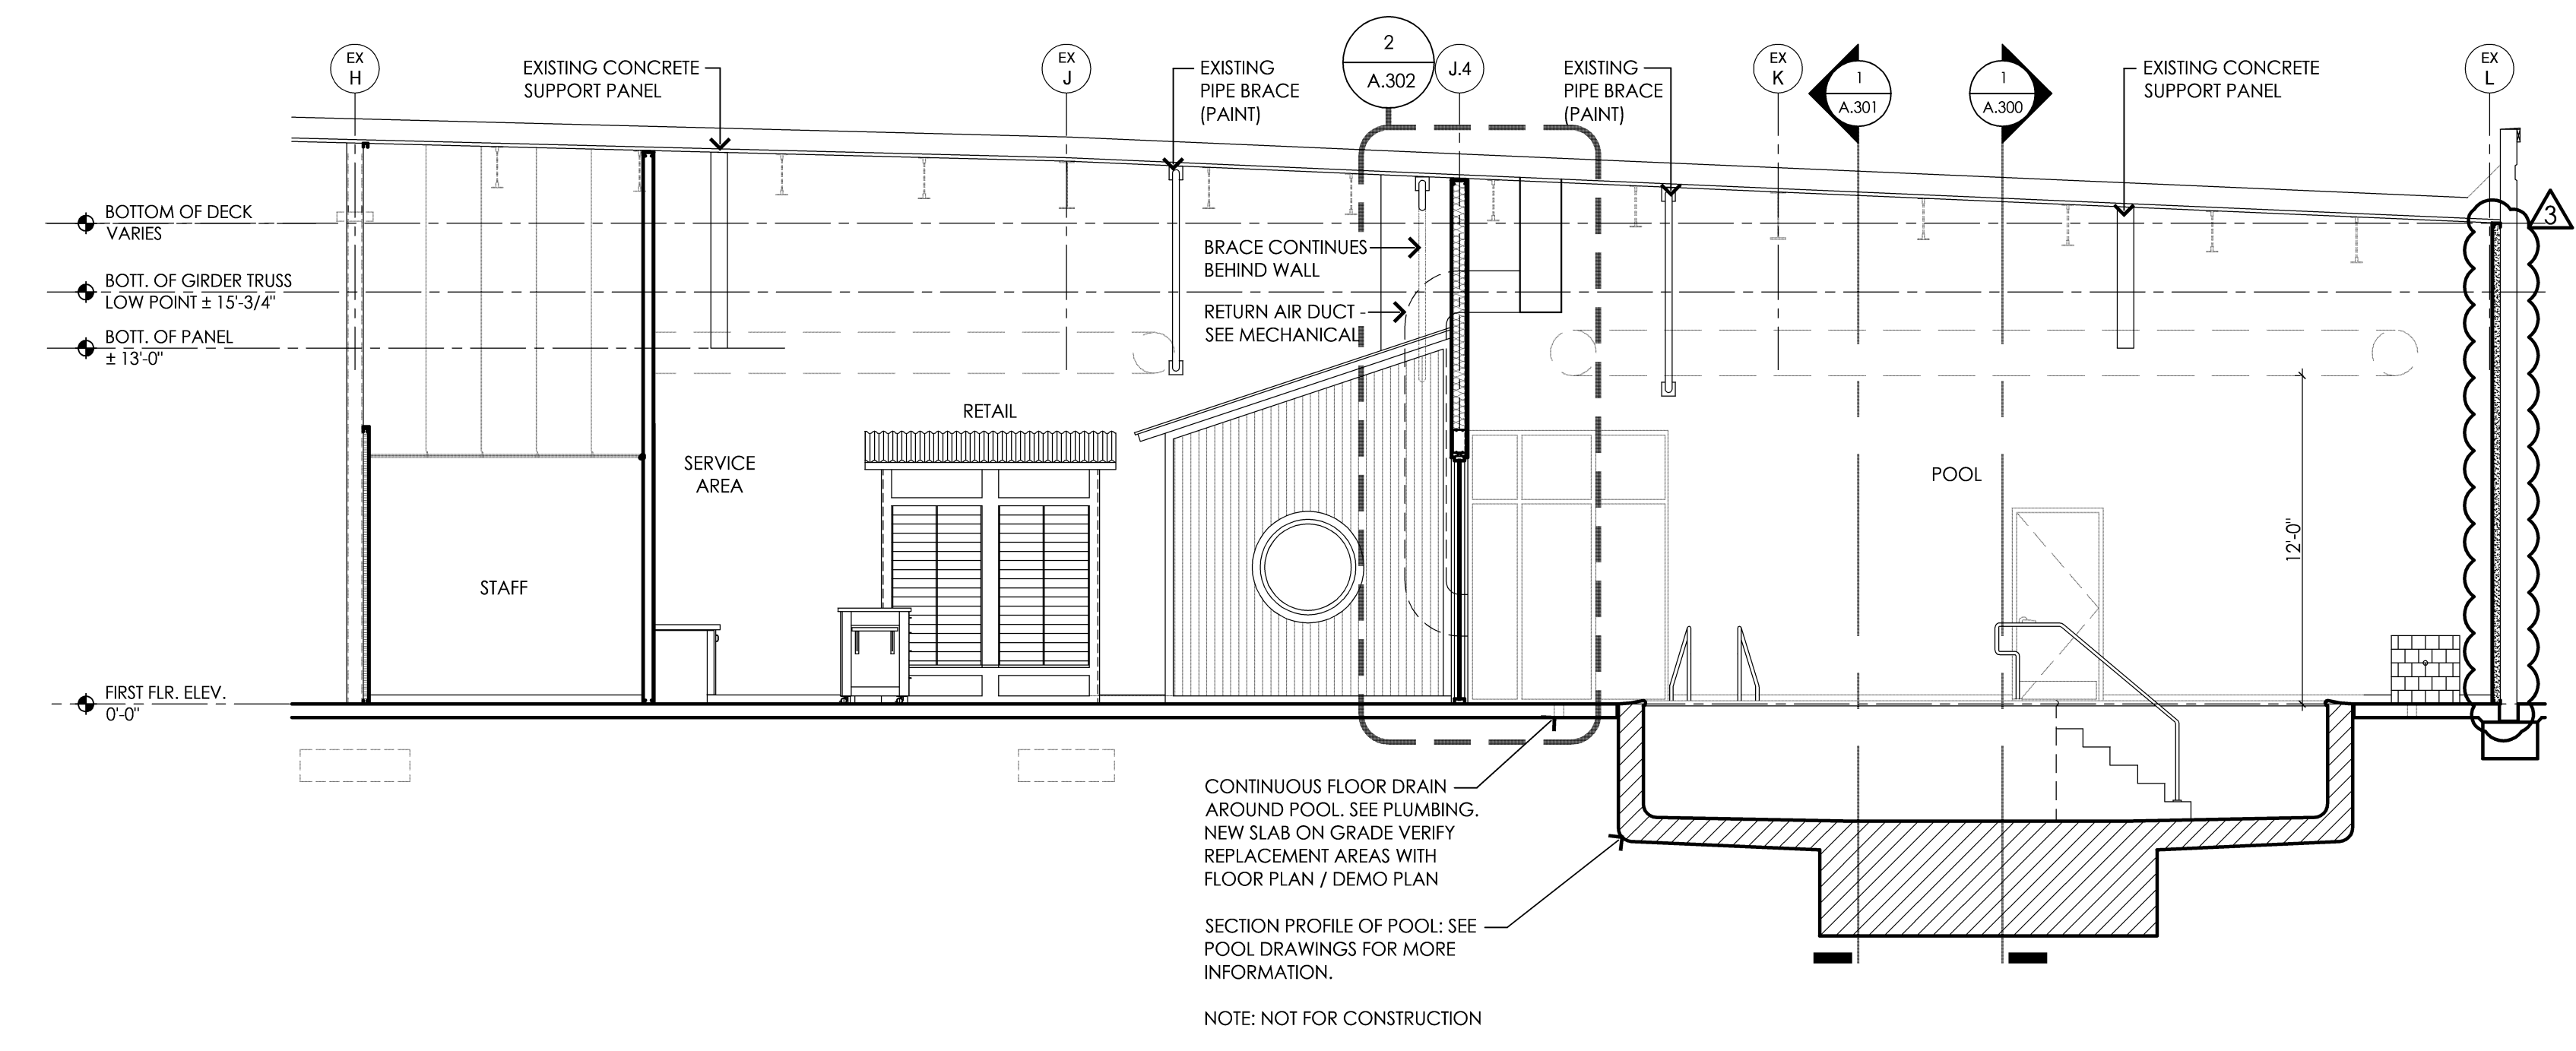 EX
H
EXISTING CONCRETE
SUPPORT PANEL
EX
J
EXISTING
PIPE BRACE
(PAINT)
2
A.302
J.4
EXISTING
PIPE BRACE
(PAINT)
EX
K
1
A.301
1
A.300
EXISTING CONCRETE
SUPPORT PANEL
EX
L
3
BOTTOM OF DECK
VARIES
BOTT. OF GIRDER TRUSS
LOW POINT ± 15'-3/4"
BOTT. OF PANEL
± 13'-0"
BRACE CONTINUES
BEHIND WALL
RETURN AIR DUCT -
SEE MECHANICAL
RETAIL
SERVICE
AREA
STAFF
POOL
12'-0"
FIRST FLR. ELEV.
0'-0"
CONTINUOUS FLOOR DRAIN
AROUND POOL. SEE PLUMBING.
NEW SLAB ON GRADE VERIFY
REPLACEMENT AREAS WITH
FLOOR PLAN / DEMO PLAN
SECTION PROFILE OF POOL: SEE
POOL DRAWINGS FOR MORE
INFORMATION.
NOTE: NOT FOR CONSTRUCTION